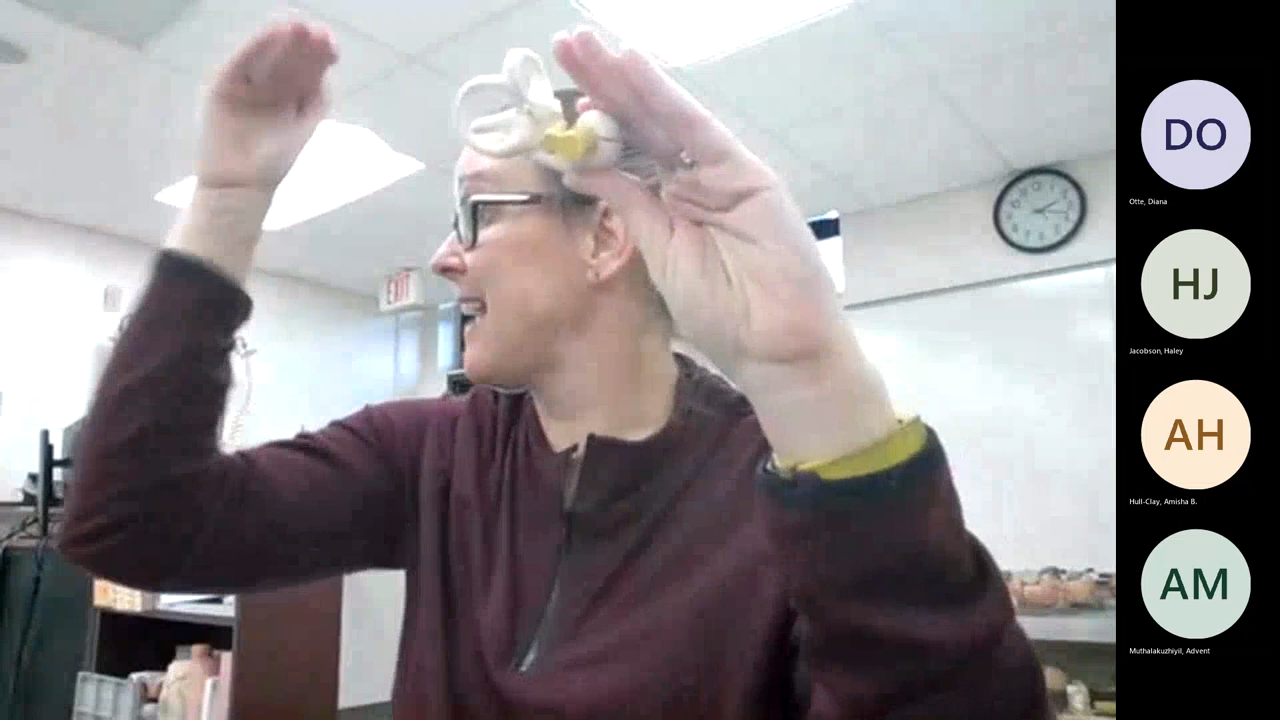 EXIT
DO
Otte, Diana
HJ
Jacobson, Haley
AH
Hull-Clay, Amisha B.
AM
Muthalakuzhiyil, Advent